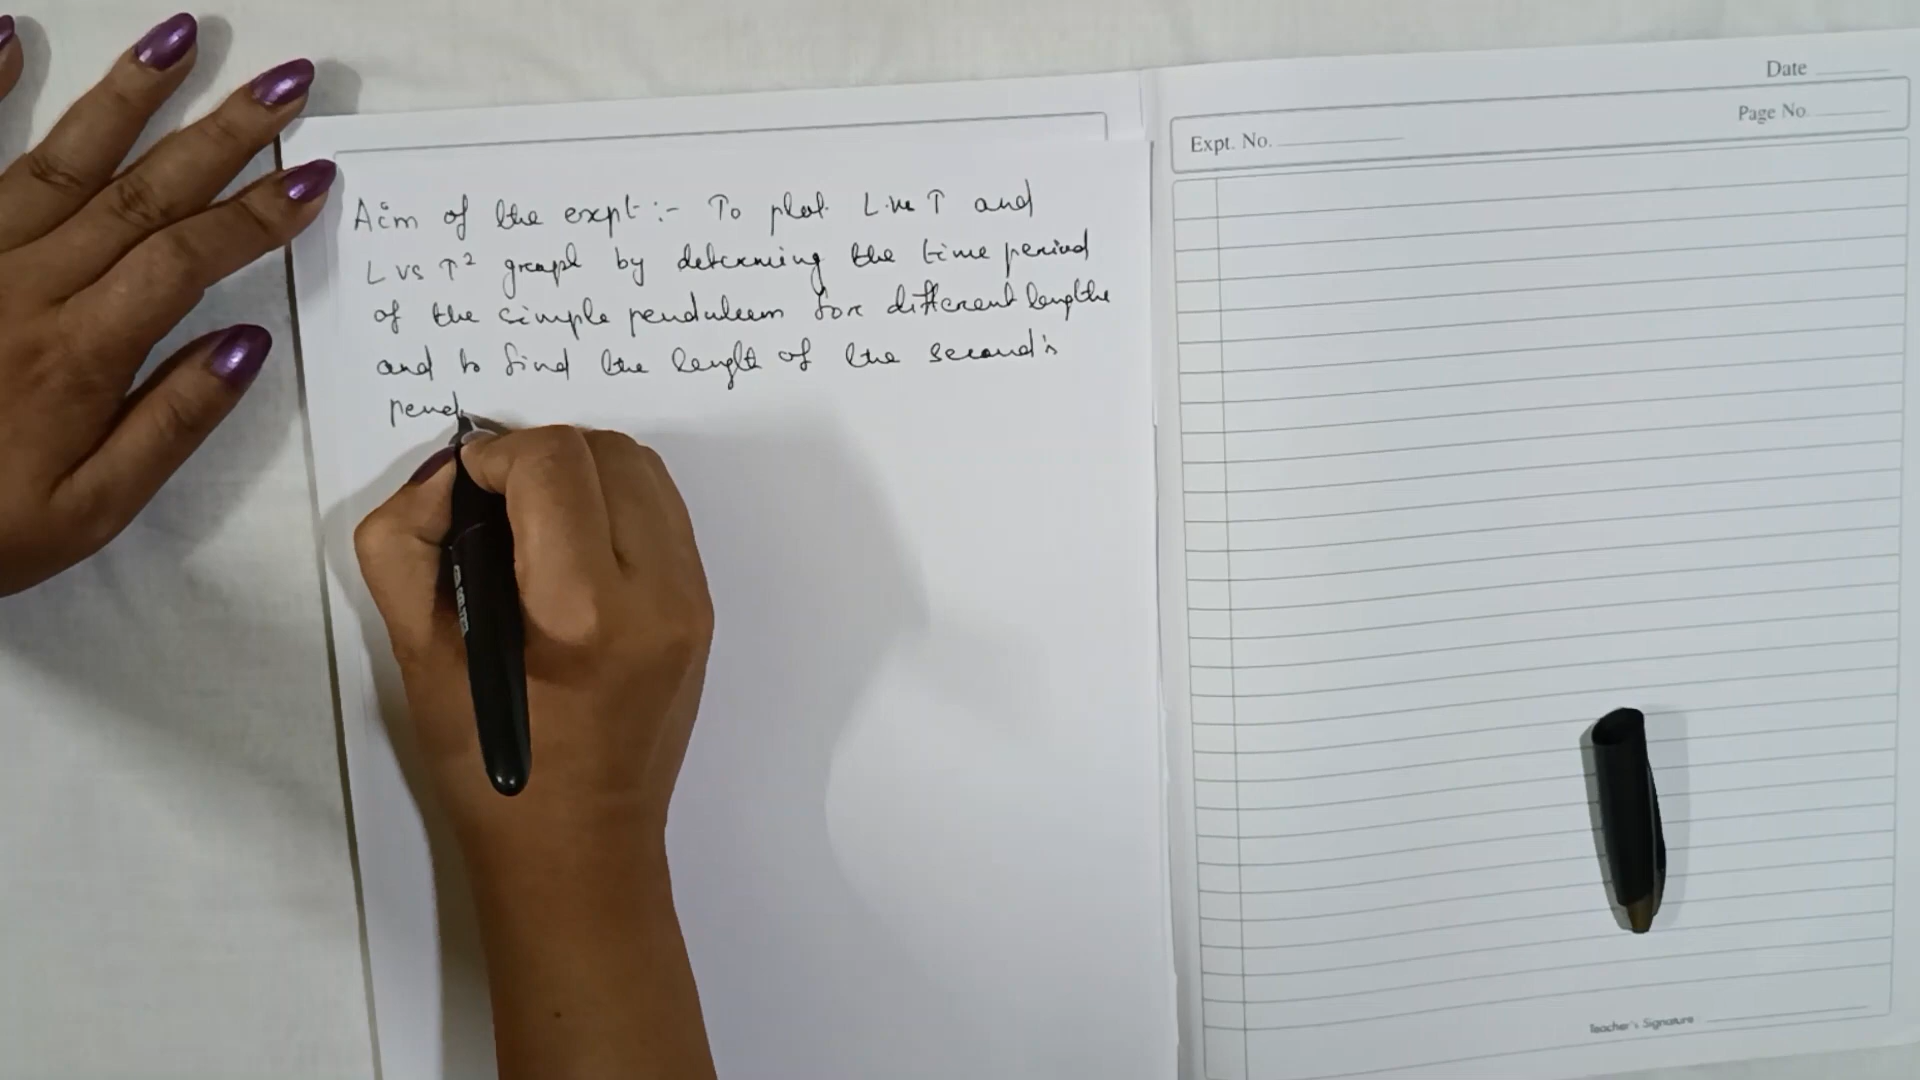 Aim of the expt :- To plot L vs T and
L vs T² graph by determing the time period
of the simple pendulum for different lengths
and to find the length of the second's
pend
Date
Page No.
Expt. No.
Teacher's Signature